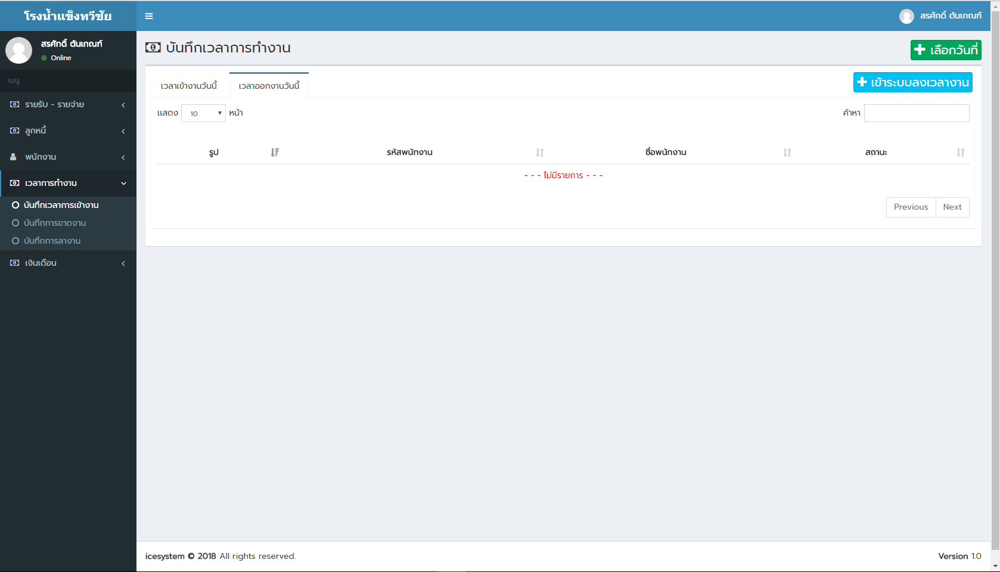 โรงน้ำแข็งทวีชัย
สรศักดิ์ ตันเกณฑ์
สรศักดิ์ ตันเกณฑ์
Online
เมนู
รายรับ - รายจ่าย
ลูกหนี้
พนักงาน
เวลาการทำงาน
บันทึกเวลาการเข้างาน
บันทึกการขาดงาน
บันทึกการลางาน
เงินเดือน
บันทึกเวลาการทำงาน
เลือกวันที่
เวลาเข้างานวันนี้
เวลาออกงานวันนี้
เข้าระบบลงเวลางาน
แสดง 10 หน้า
ค้าหา
รูป รหัสพนักงาน ชื่อพนักงาน สถานะ
- - - ไม่มีรายการ - - -
Previous Next
icesystem © 2018 All rights reserved.
Version 1.0